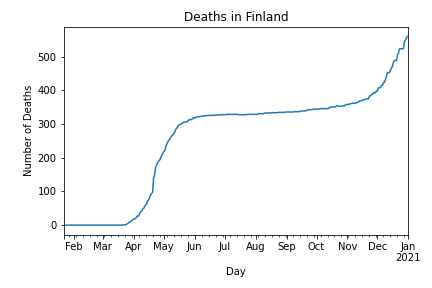 Deaths in Finland
Number of Deaths
500
400
300
200
100
0
Feb Mar Apr May Jun Jul Aug Sep Oct Nov Dec Jan
2021
Day